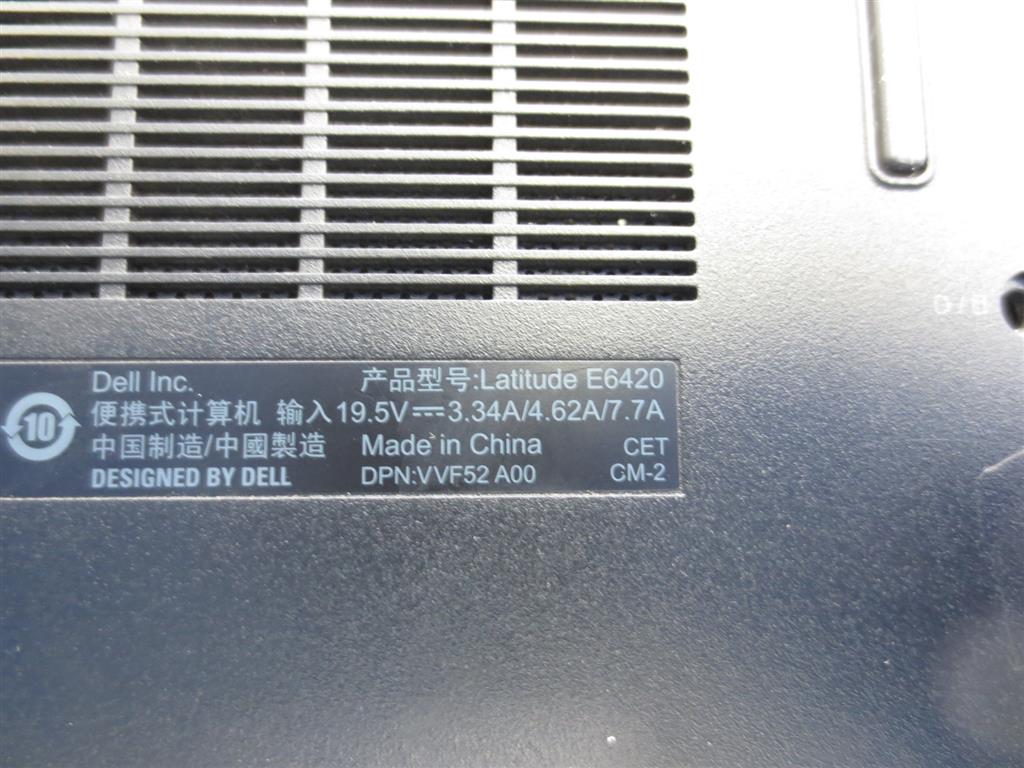 Dell Inc. 产品型号:Latitude E6420
10 便携式计算机 输入19.5V⎓3.34A/4.62A/7.7A
中国制造/中國製造 Made in China CET
DESIGNED BY DELL DPN:VVF52 A00 CM-2